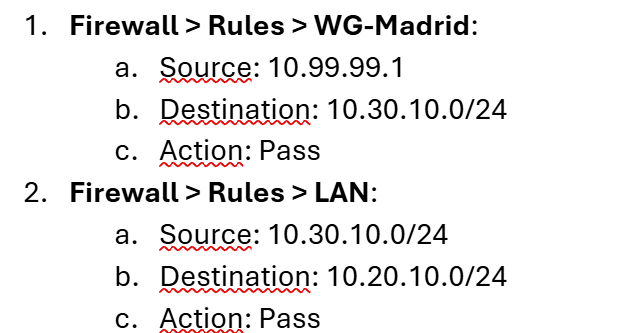 1. Firewall > Rules > WG-Madrid:
a. Source: 10.99.99.1
b. Destination: 10.30.10.0/24
c. Action: Pass
2. Firewall > Rules > LAN:
a. Source: 10.30.10.0/24
b. Destination: 10.20.10.0/24
c. Action: Pass